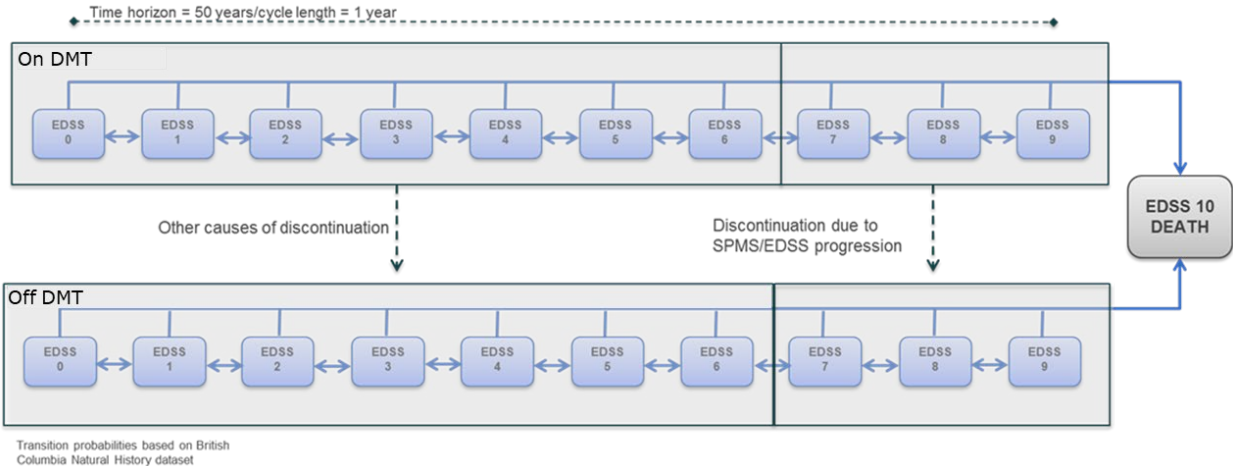 Time horizon = 50 years/cycle length = 1 year
On DMT
EDSS
0
EDSS
1
EDSS
2
EDSS
3
EDSS
4
EDSS
5
EDSS
6
EDSS
7
EDSS
8
EDSS
9
EDSS 10
DEATH
Other causes of discontinuation
Discontinuation due to
SPMS/EDSS progression
Off DMT
EDSS
0
EDSS
1
EDSS
2
EDSS
3
EDSS
4
EDSS
5
EDSS
6
EDSS
7
EDSS
8
EDSS
9
Transition probabilities based on British
Columbia Natural History dataset